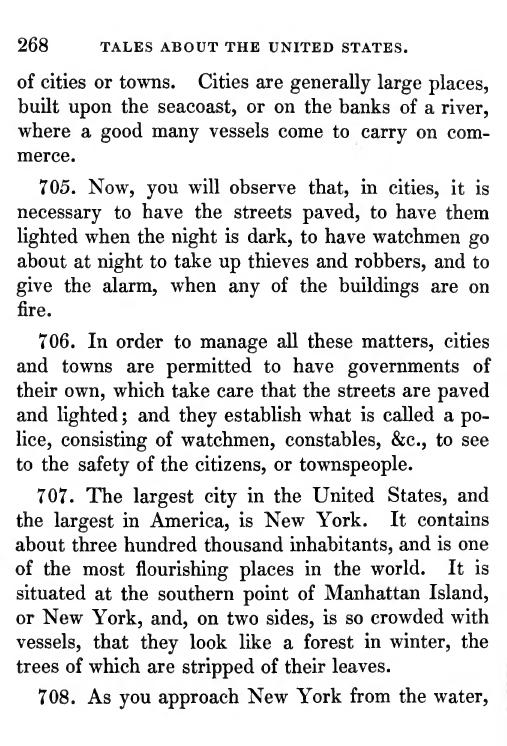 268 TALES ABOUT THE UNITED STATES.
of cities or towns. Cities are generally large places,
built upon the seacoast, or on the banks of a river,
where a good many vessels come to carry on com-
merce.
705. Now, you will observe that, in cities, it is
necessary to have the streets paved, to have them
lighted when the night is dark, to have watchmen go
about at night to take up thieves and robbers, and to
give the alarm, when any of the buildings are on
fire.
706. In order to manage all these matters, cities
and towns are permitted to have governments of
their own, which take care that the streets are paved
and lighted; and they establish what is called a po-
lice, consisting of watchmen, constables, &c., to see
to the safety of the citizens, or townspeople.
707. The largest city in the United States, and
the largest in America, is New York. It contains
about three hundred thousand inhabitants, and is one
of the most flourishing places in the world. It is
situated at the southern point of Manhattan Island,
or New York, and, on two sides, is so crowded with
vessels, that they look like a forest in winter, the
trees of which are stripped of their leaves.
708. As you approach New York from the water,